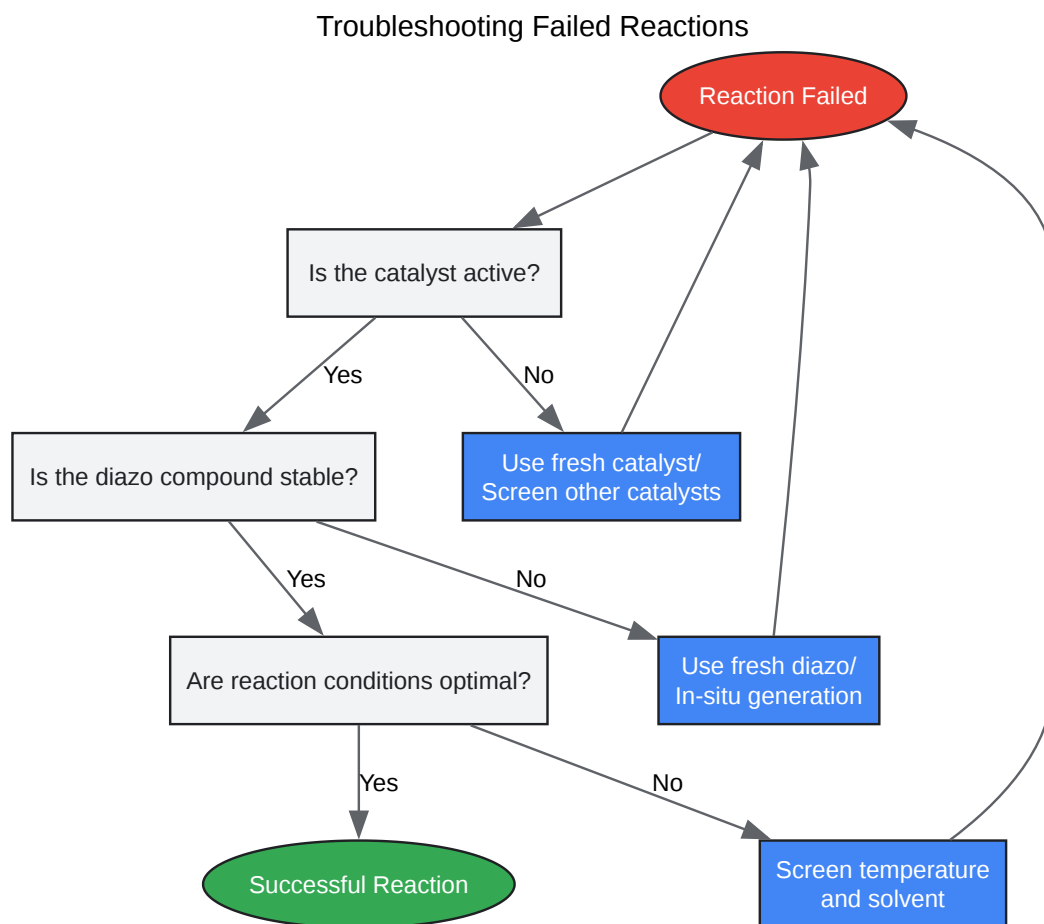 Troubleshooting Failed Reactions
Reaction Failed
Is the catalyst active?
Yes
No
Is the diazo compound stable?
Use fresh catalyst/
Screen other catalysts
Yes
No
Are reaction conditions optimal?
Use fresh diazo/
In-situ generation
Yes
No
Successful Reaction
Screen temperature
and solvent